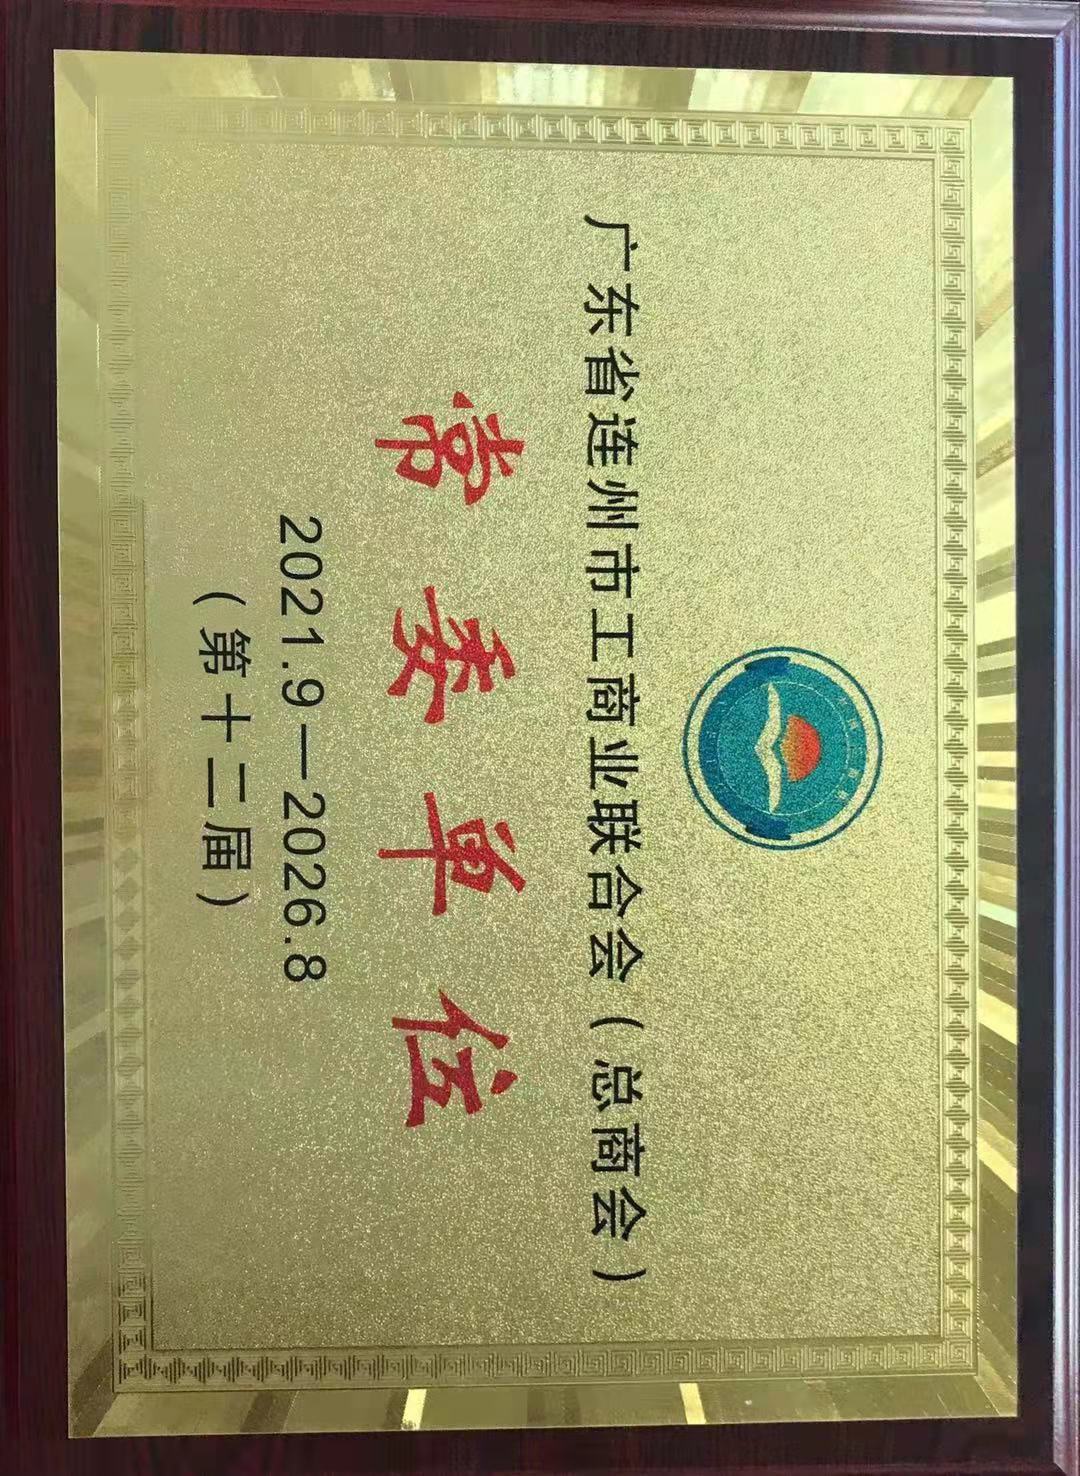 广东省连州市工商业联合会（总商会）
常委单位
2021.9—2026.8
（第十二届）